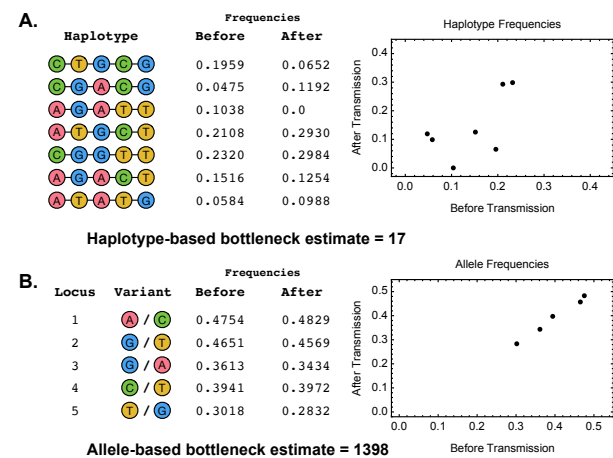 A.
Frequencies
Haplotype Before After
C T G C G 0.1959 0.0652
C G A C G 0.0475 0.1192
A G A T T 0.1038 0.0
A T G C T 0.2108 0.2930
C G G T T 0.2320 0.2984
A G A C T 0.1516 0.1254
A T A T G 0.0584 0.0988
Haplotype Frequencies
After Transmission
0.4
0.3
0.2
0.1
0.0
0.0 0.1 0.2 0.3 0.4
Before Transmission
Haplotype-based bottleneck estimate = 17
B.
Frequencies
Locus Variant Before After
1 A / C 0.4754 0.4829
2 G / T 0.4651 0.4569
3 G / A 0.3613 0.3434
4 C / T 0.3941 0.3972
5 T / G 0.3018 0.2832
Allele Frequencies
After Transmission
0.5
0.4
0.3
0.2
0.1
0.0
0.0 0.1 0.2 0.3 0.4 0.5
Before Transmission
Allele-based bottleneck estimate = 1398